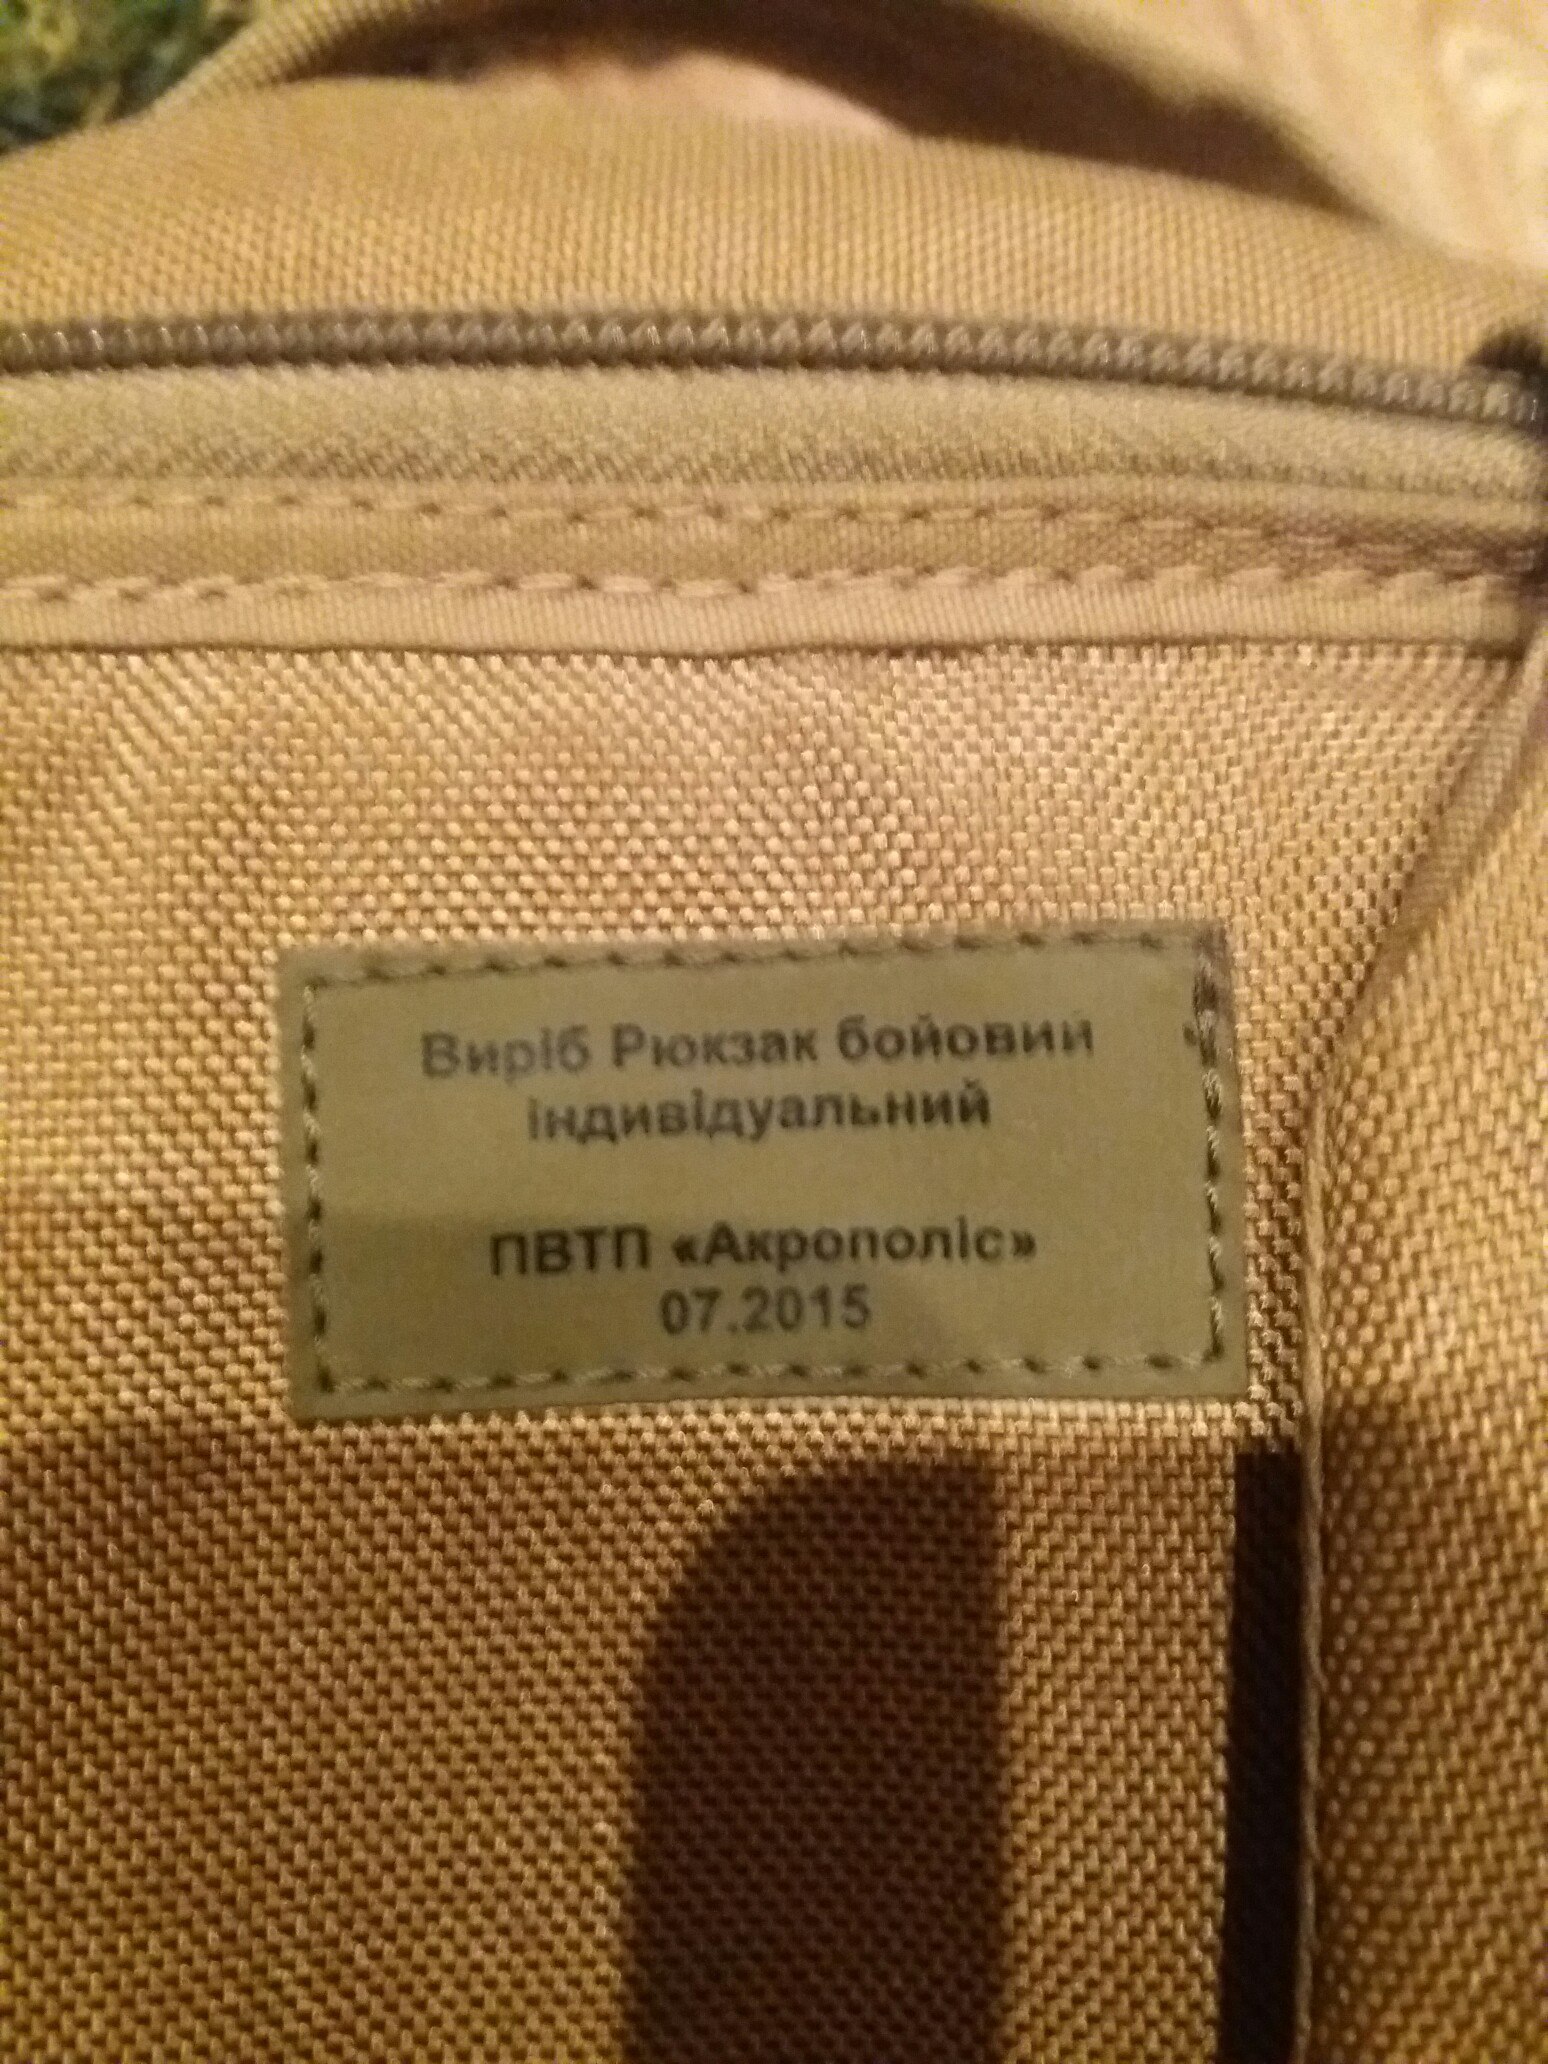 Виріб Рюкзак бойовий
індивідуальний
ПВТП «Акрополіс»
07.2015